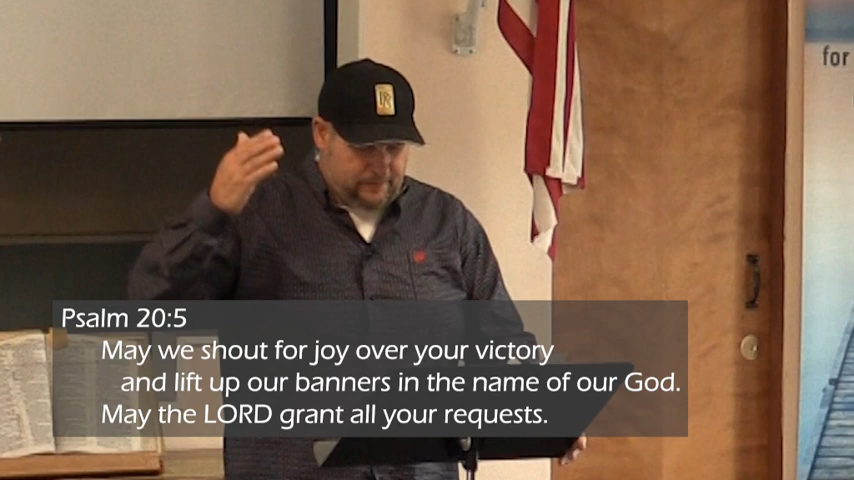 for
Psalm 20:5
May we shout for joy over your victory
and lift up our banners in the name of our God.
May the LORD grant all your requests.